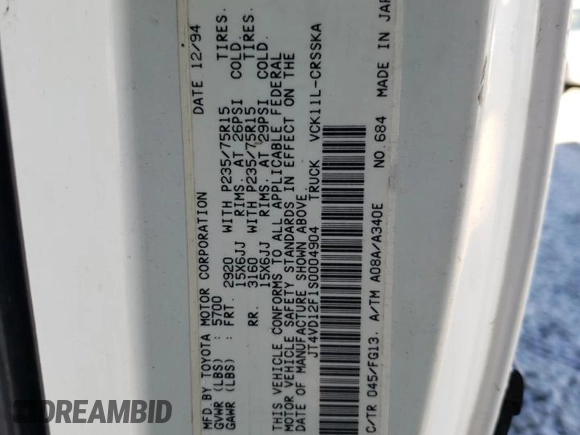 MFD BY TOYOTA MOTOR CORPORATION DATE 12/94
GVWR (LBS) : 5700
GAWR (LBS) : FRT. 2920 WITH P235/75R15 TIRES.
15X6JJ RIMS. AT 26PSI COLD.
RR. 3160 WITH P235/75R15 TIRES.
15X6JJ RIMS. AT 29PSI COLD.
THIS VEHICLE CONFORMS TO ALL APPLICABLE FEDERAL
MOTOR VEHICLE SAFETY STANDARDS IN EFFECT ON THE
DATE OF MANUFACTURE SHOWN ABOVE.
JT4VD12F1S0004904 TRUCK VCK11L-CRSSKA
C/TR 045/FG13. A/TM A08A/A340E NO.684 MADE IN JAP
DREAMBID